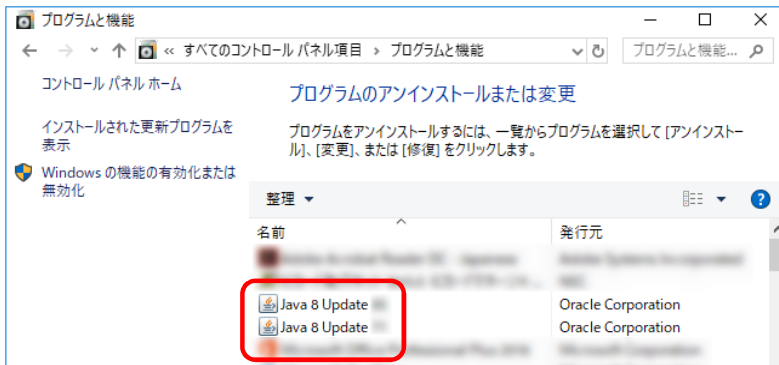 プログラムと機能
« すべてのコントロール パネル項目 › プログラムと機能
プログラムと機能...
コントロール パネル ホーム
プログラムのアンインストールまたは変更
インストールされた更新プログラムを
表示
プログラムをアンインストールするには、一覧からプログラムを選択して [アンインストー
ル]、[変更]、または [修復] をクリックします。
Windows の機能の有効化または
無効化
整理
名前 発行元
Java 8 Update Oracle Corporation
Java 8 Update Oracle Corporation